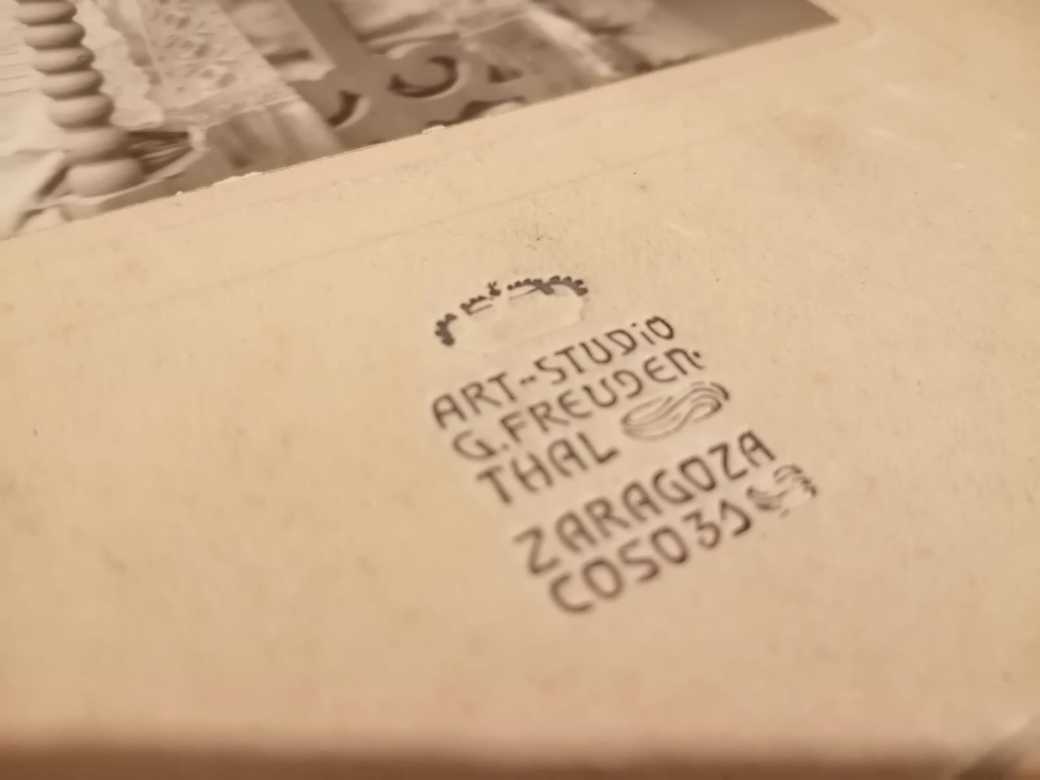 ART-STUDiO
G.FREUDEN-
THAL
ZARAGOZA
COSO 31